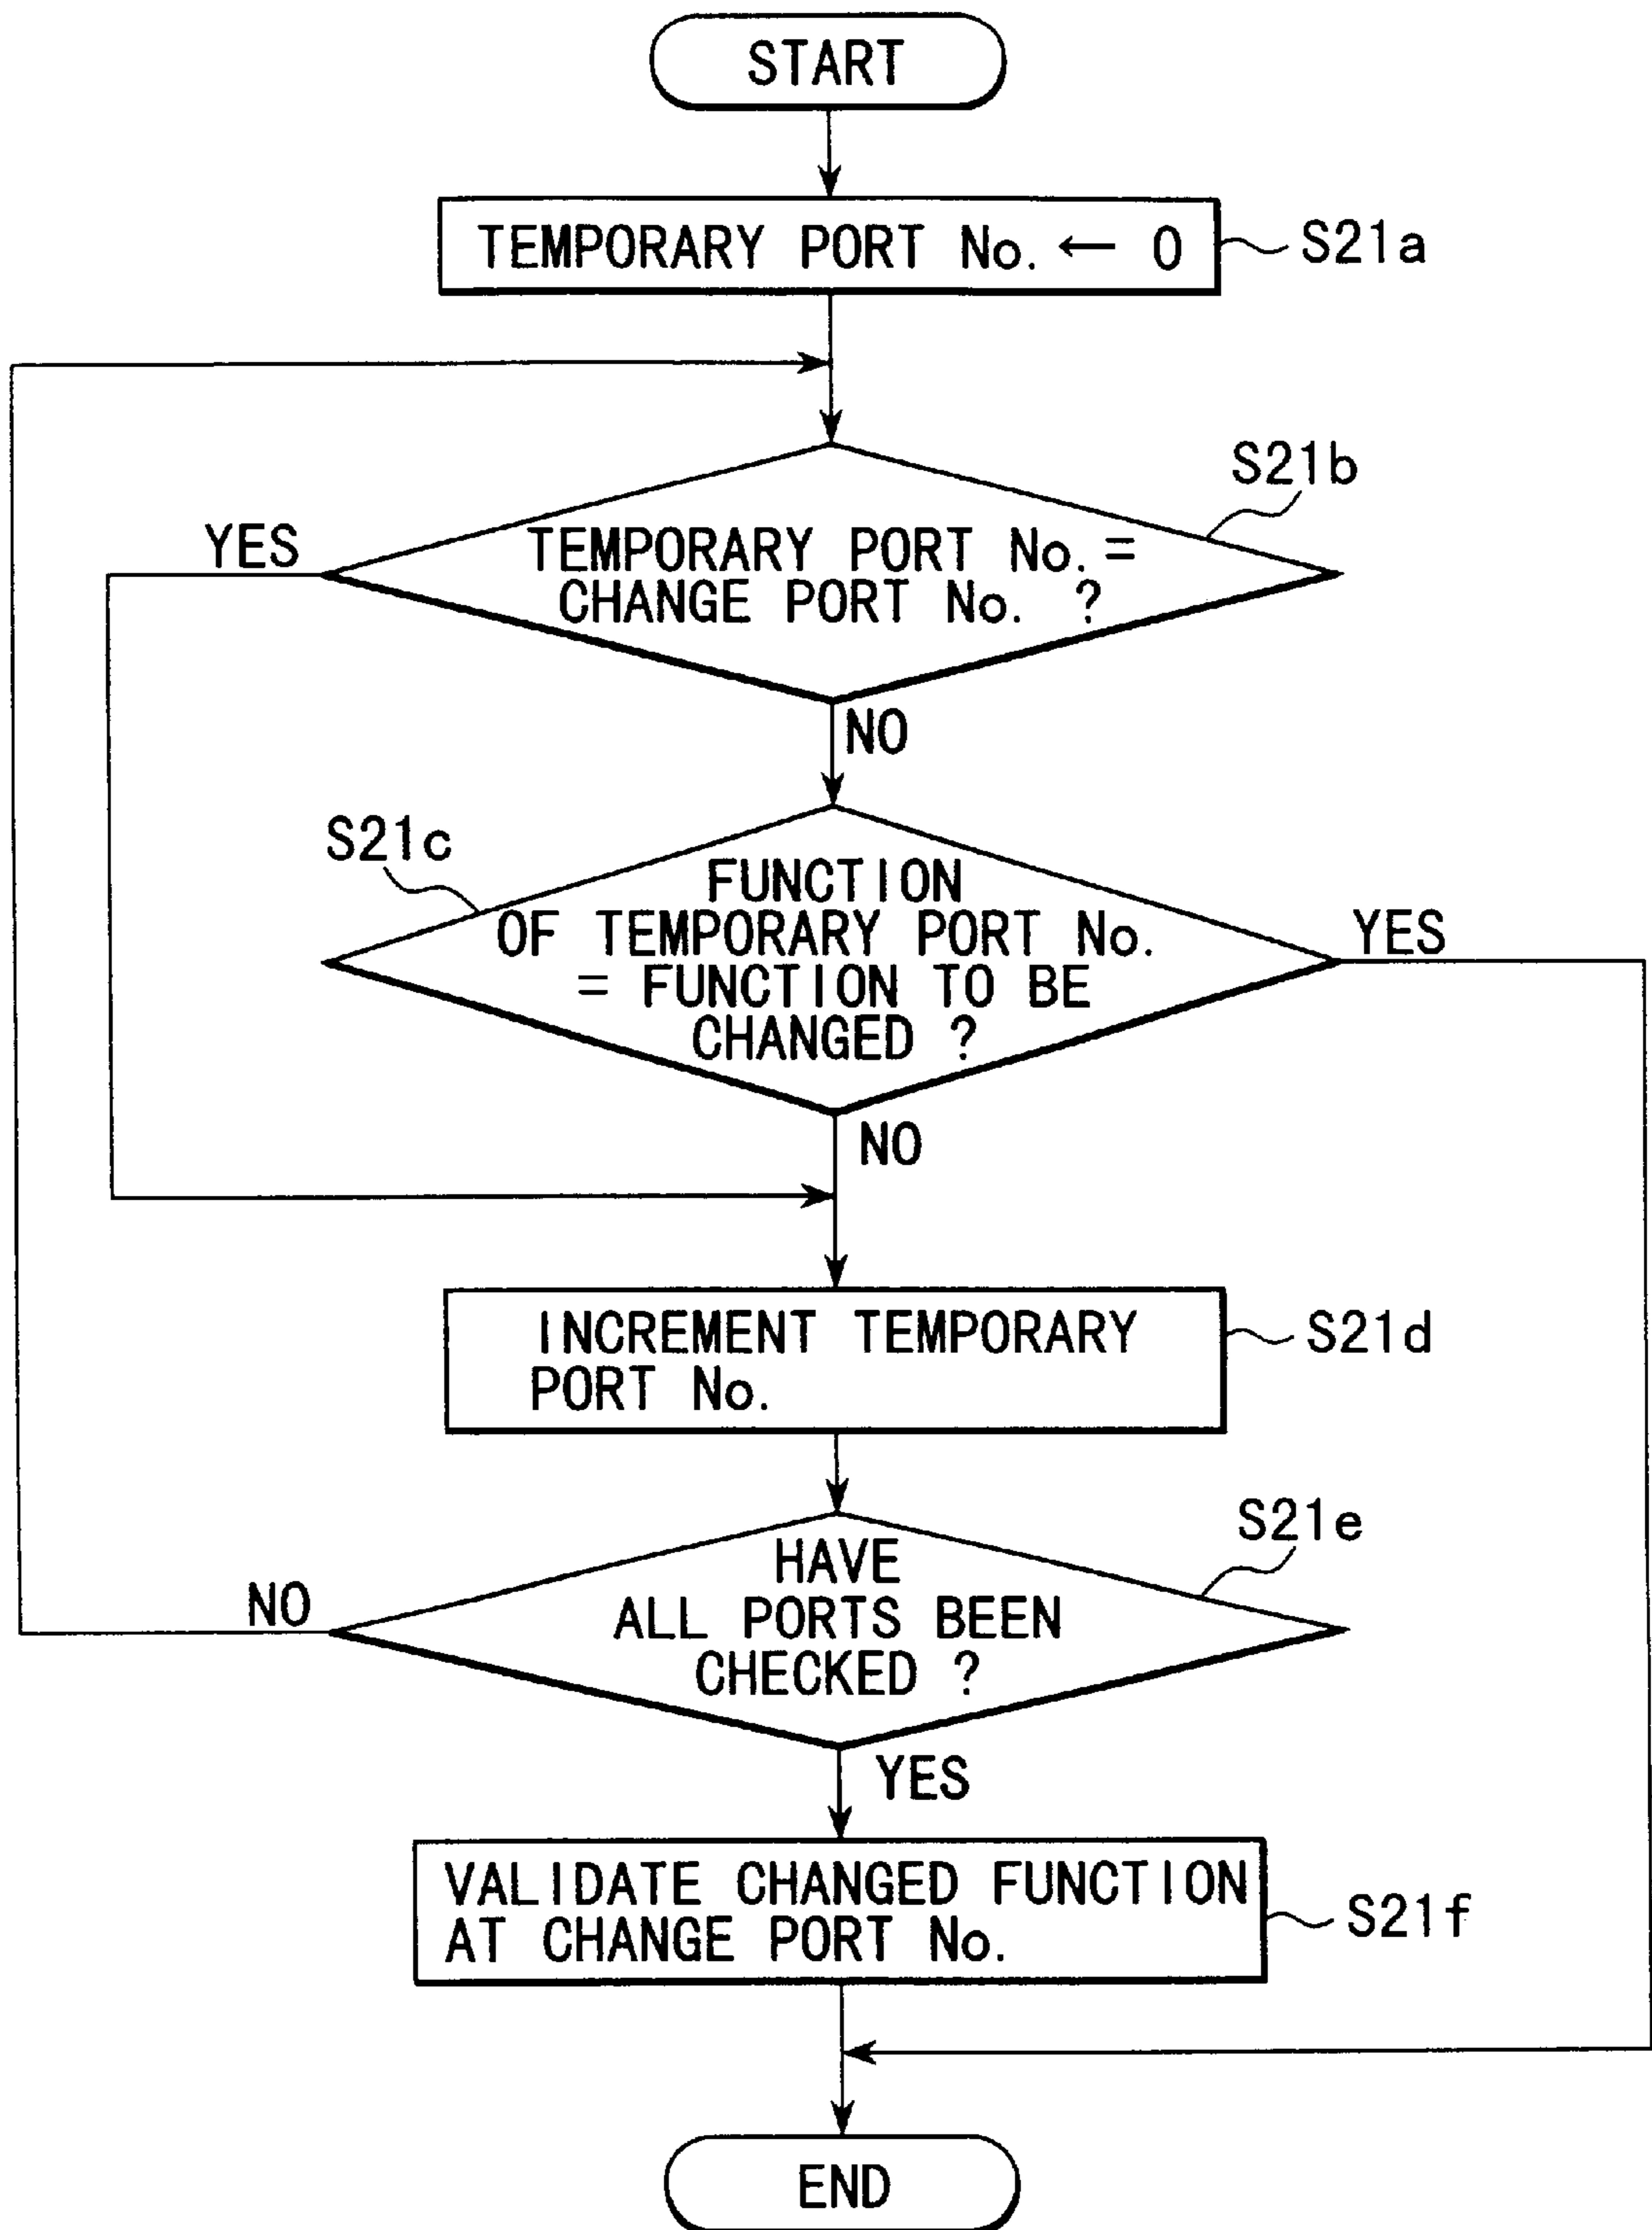 START
TEMPORARY PORT No. ← 0
S21a
S21b
YES
TEMPORARY PORT No. =
CHANGE PORT No. ?
NO
S21c
FUNCTION
OF TEMPORARY PORT No.
= FUNCTION TO BE
CHANGED ?
YES
NO
INCREMENT TEMPORARY
PORT No.
S21d
S21e
HAVE
ALL PORTS BEEN
CHECKED ?
NO
YES
VALIDATE CHANGED FUNCTION
AT CHANGE PORT No.
S21f
END